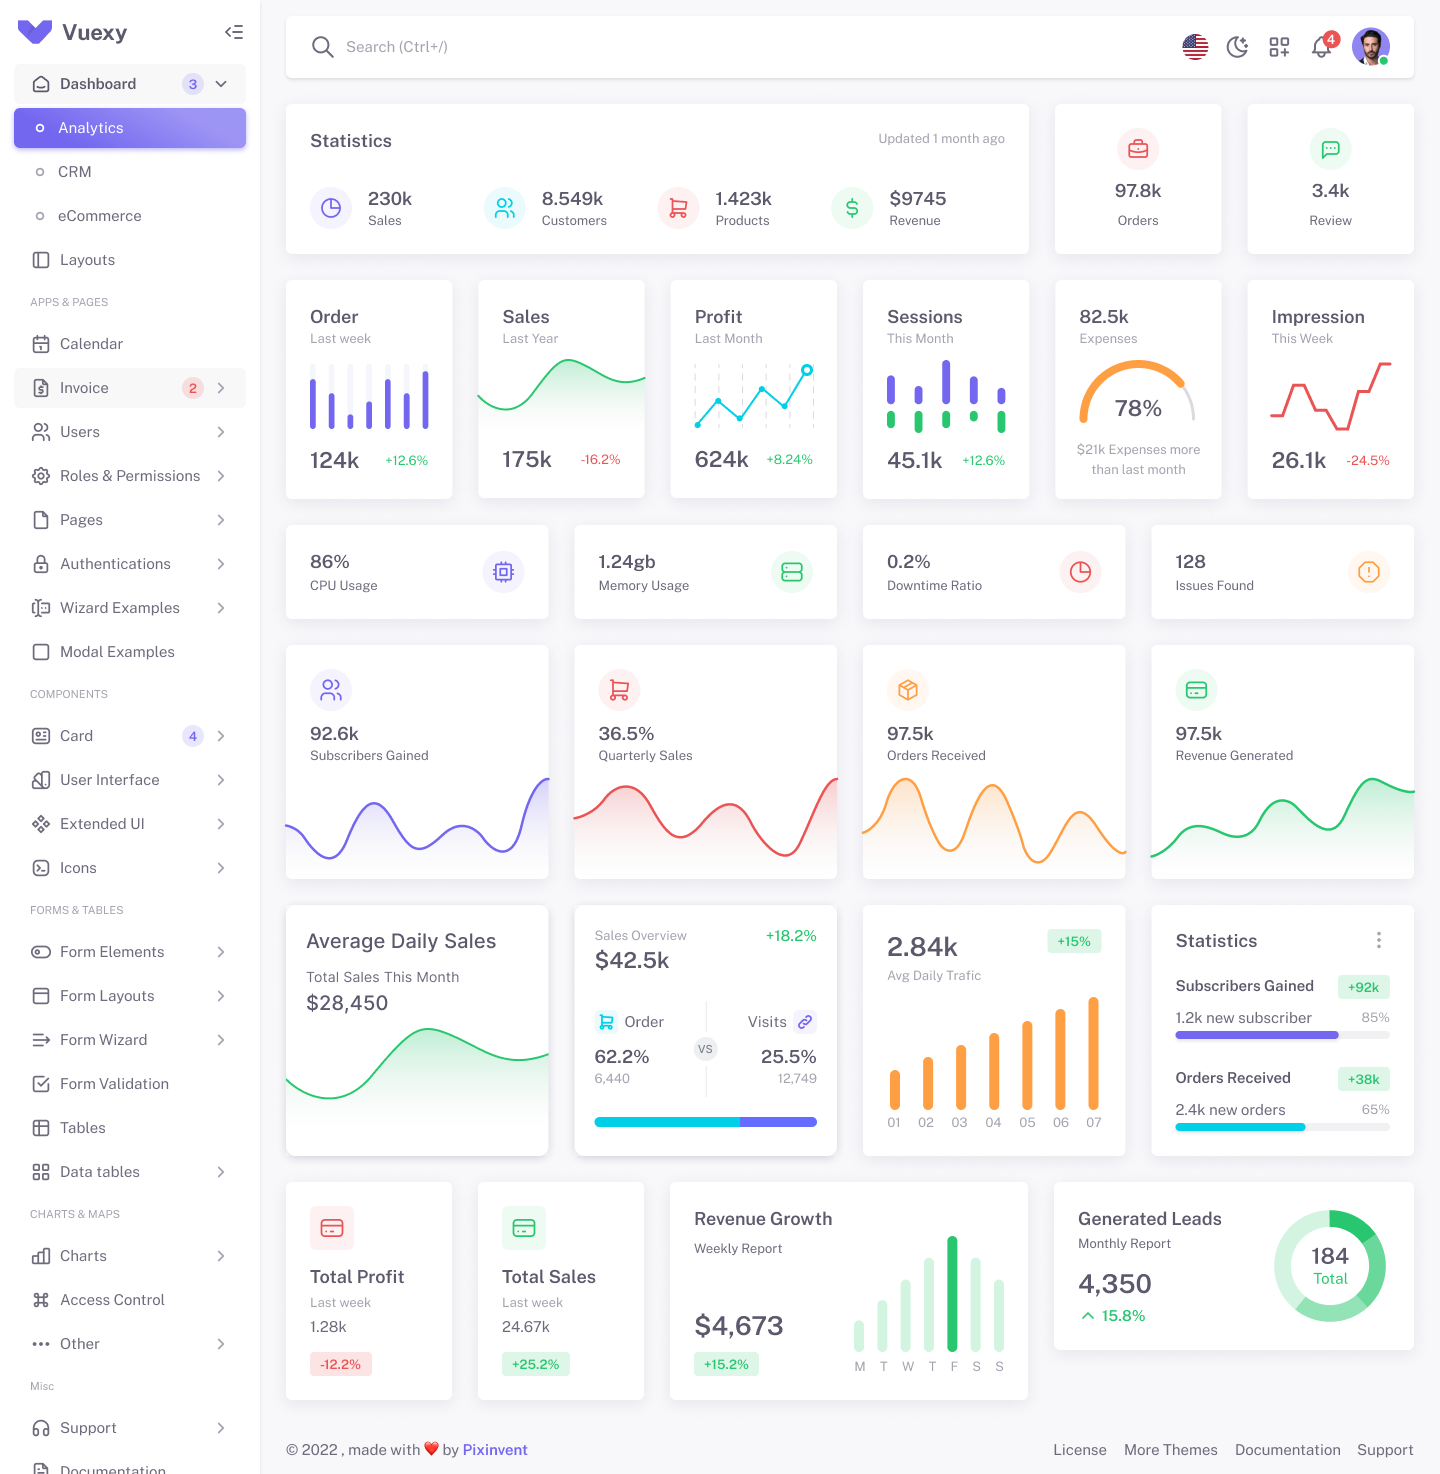 Vuexy
Dashboard 3
Analytics
CRM
eCommerce
Layouts
APPS & PAGES
Calendar
Invoice 2
Users
Roles & Permissions
Pages
Authentications
Wizard Examples
Modal Examples
COMPONENTS
Card 4
User Interface
Extended UI
Icons
FORMS & TABLES
Form Elements
Form Layouts
Form Wizard
Form Validation
Tables
Data tables
CHARTS & MAPS
Charts
Access Control
Other
Misc
Support
Documentation
Search (Ctrl+/)
4
Statistics
Updated 1 month ago
230k
Sales
8.549k
Customers
1.423k
Products
$
$9745
Revenue
97.8k
Orders
3.4k
Review
Order
Last week
124k +12.6%
Sales
Last Year
175k -16.2%
Profit
Last Month
624k +8.24%
Sessions
This Month
45.1k +12.6%
82.5k
Expenses
78%
$21k Expenses more
than last month
Impression
This Week
26.1k -24.5%
86%
CPU Usage
1.24gb
Memory Usage
0.2%
Downtime Ratio
128
Issues Found
92.6k
Subscribers Gained
36.5%
Quarterly Sales
97.5k
Orders Received
97.5k
Revenue Generated
Average Daily Sales
Total Sales This Month
$28,450
Sales Overview +18.2%
$42.5k
Order
62.2%
6,440
VS
Visits
25.5%
12,749
2.84k +15%
Avg Daily Trafic
01 02 03 04 05 06 07
Statistics
Subscribers Gained +92k
1.2k new subscriber 85%
Orders Received +38k
2.4k new orders 65%
Total Profit
Last week
1.28k
-12.2%
Total Sales
Last week
24.67k
+25.2%
Revenue Growth
Weekly Report
$4,673
+15.2%
M T W T F S S
Generated Leads
Monthly Report
4,350
15.8%
184
Total
© 2022 , made with ❤️ by Pixinvent
License More Themes Documentation Support